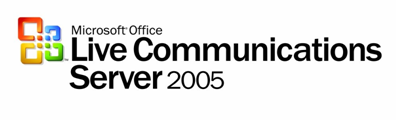 Microsoft Office
Live Communications
Server 2005